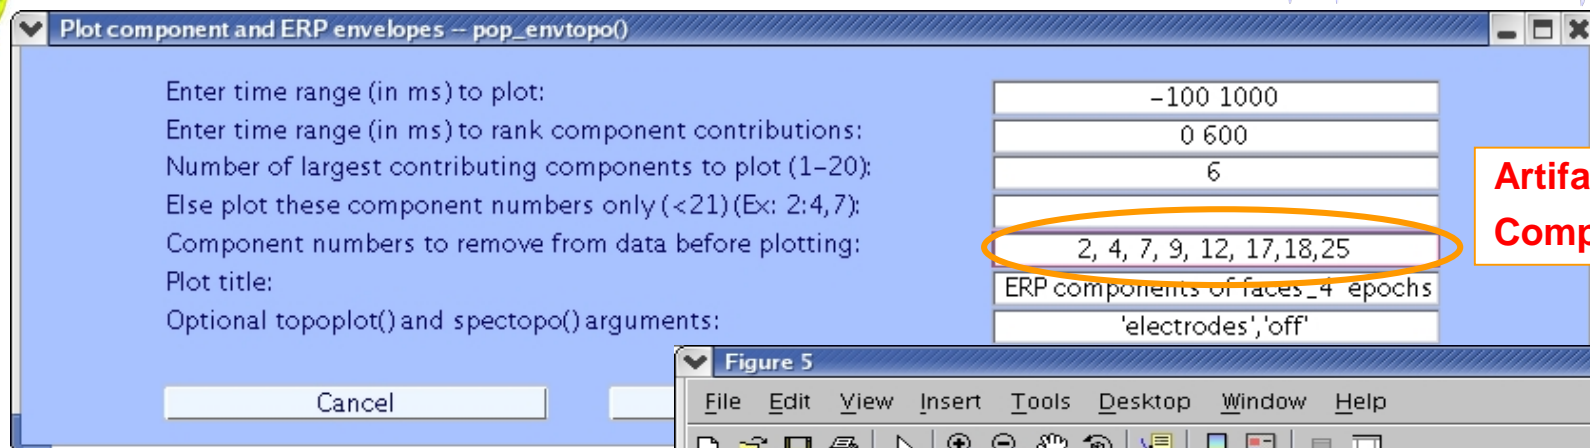 Plot component and ERP envelopes -- pop_envtopo()
Enter time range (in ms) to plot: -100 1000
Enter time range (in ms) to rank component contributions: 0 600
Number of largest contributing components to plot (1-20): 6
Else plot these component numbers only (<21) (Ex: 2:4,7):
Component numbers to remove from data before plotting: 2, 4, 7, 9, 12, 17,18,25
Plot title: ERP components of faces_4 epochs
Optional topoplot() and spectopo() arguments: 'electrodes','off'
Artifa
Comp
Cancel
Figure 5
File Edit View Insert Tools Desktop Window Help